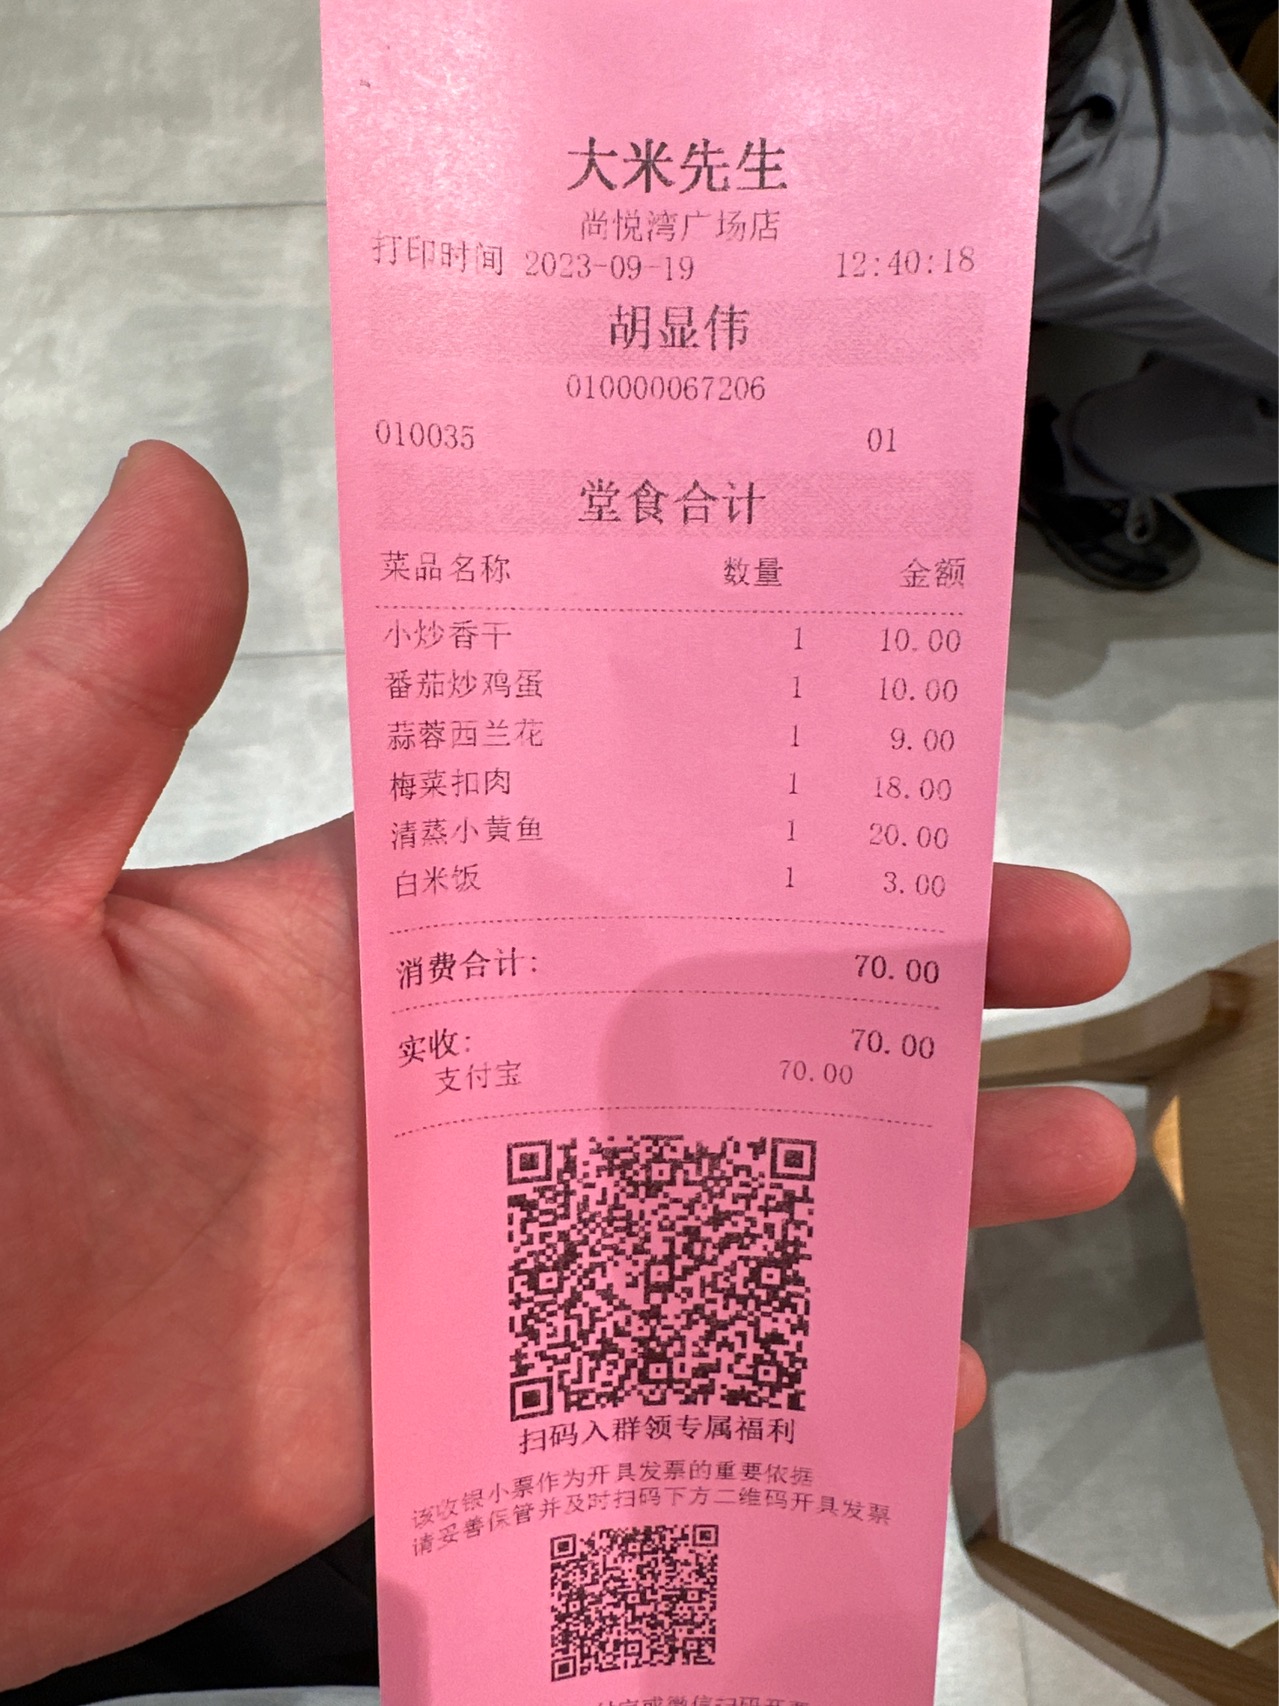 大米先生
尚悦湾广场店
打印时间 2023-09-19 12:40:18
胡显伟
010000067206
010035 01
堂食合计
菜品名称 数量 金额
小炒香干 1 10.00
番茄炒鸡蛋 1 10.00
蒜蓉西兰花 1 9.00
梅菜扣肉 1 18.00
清蒸小黄鱼 1 20.00
白米饭 1 3.00
消费合计: 70.00
实收: 70.00
支付宝 70.00
扫码入群领专属福利
该收银小票作为开具发票的重要依据
请妥善保管并及时扫码下方二维码开具发票